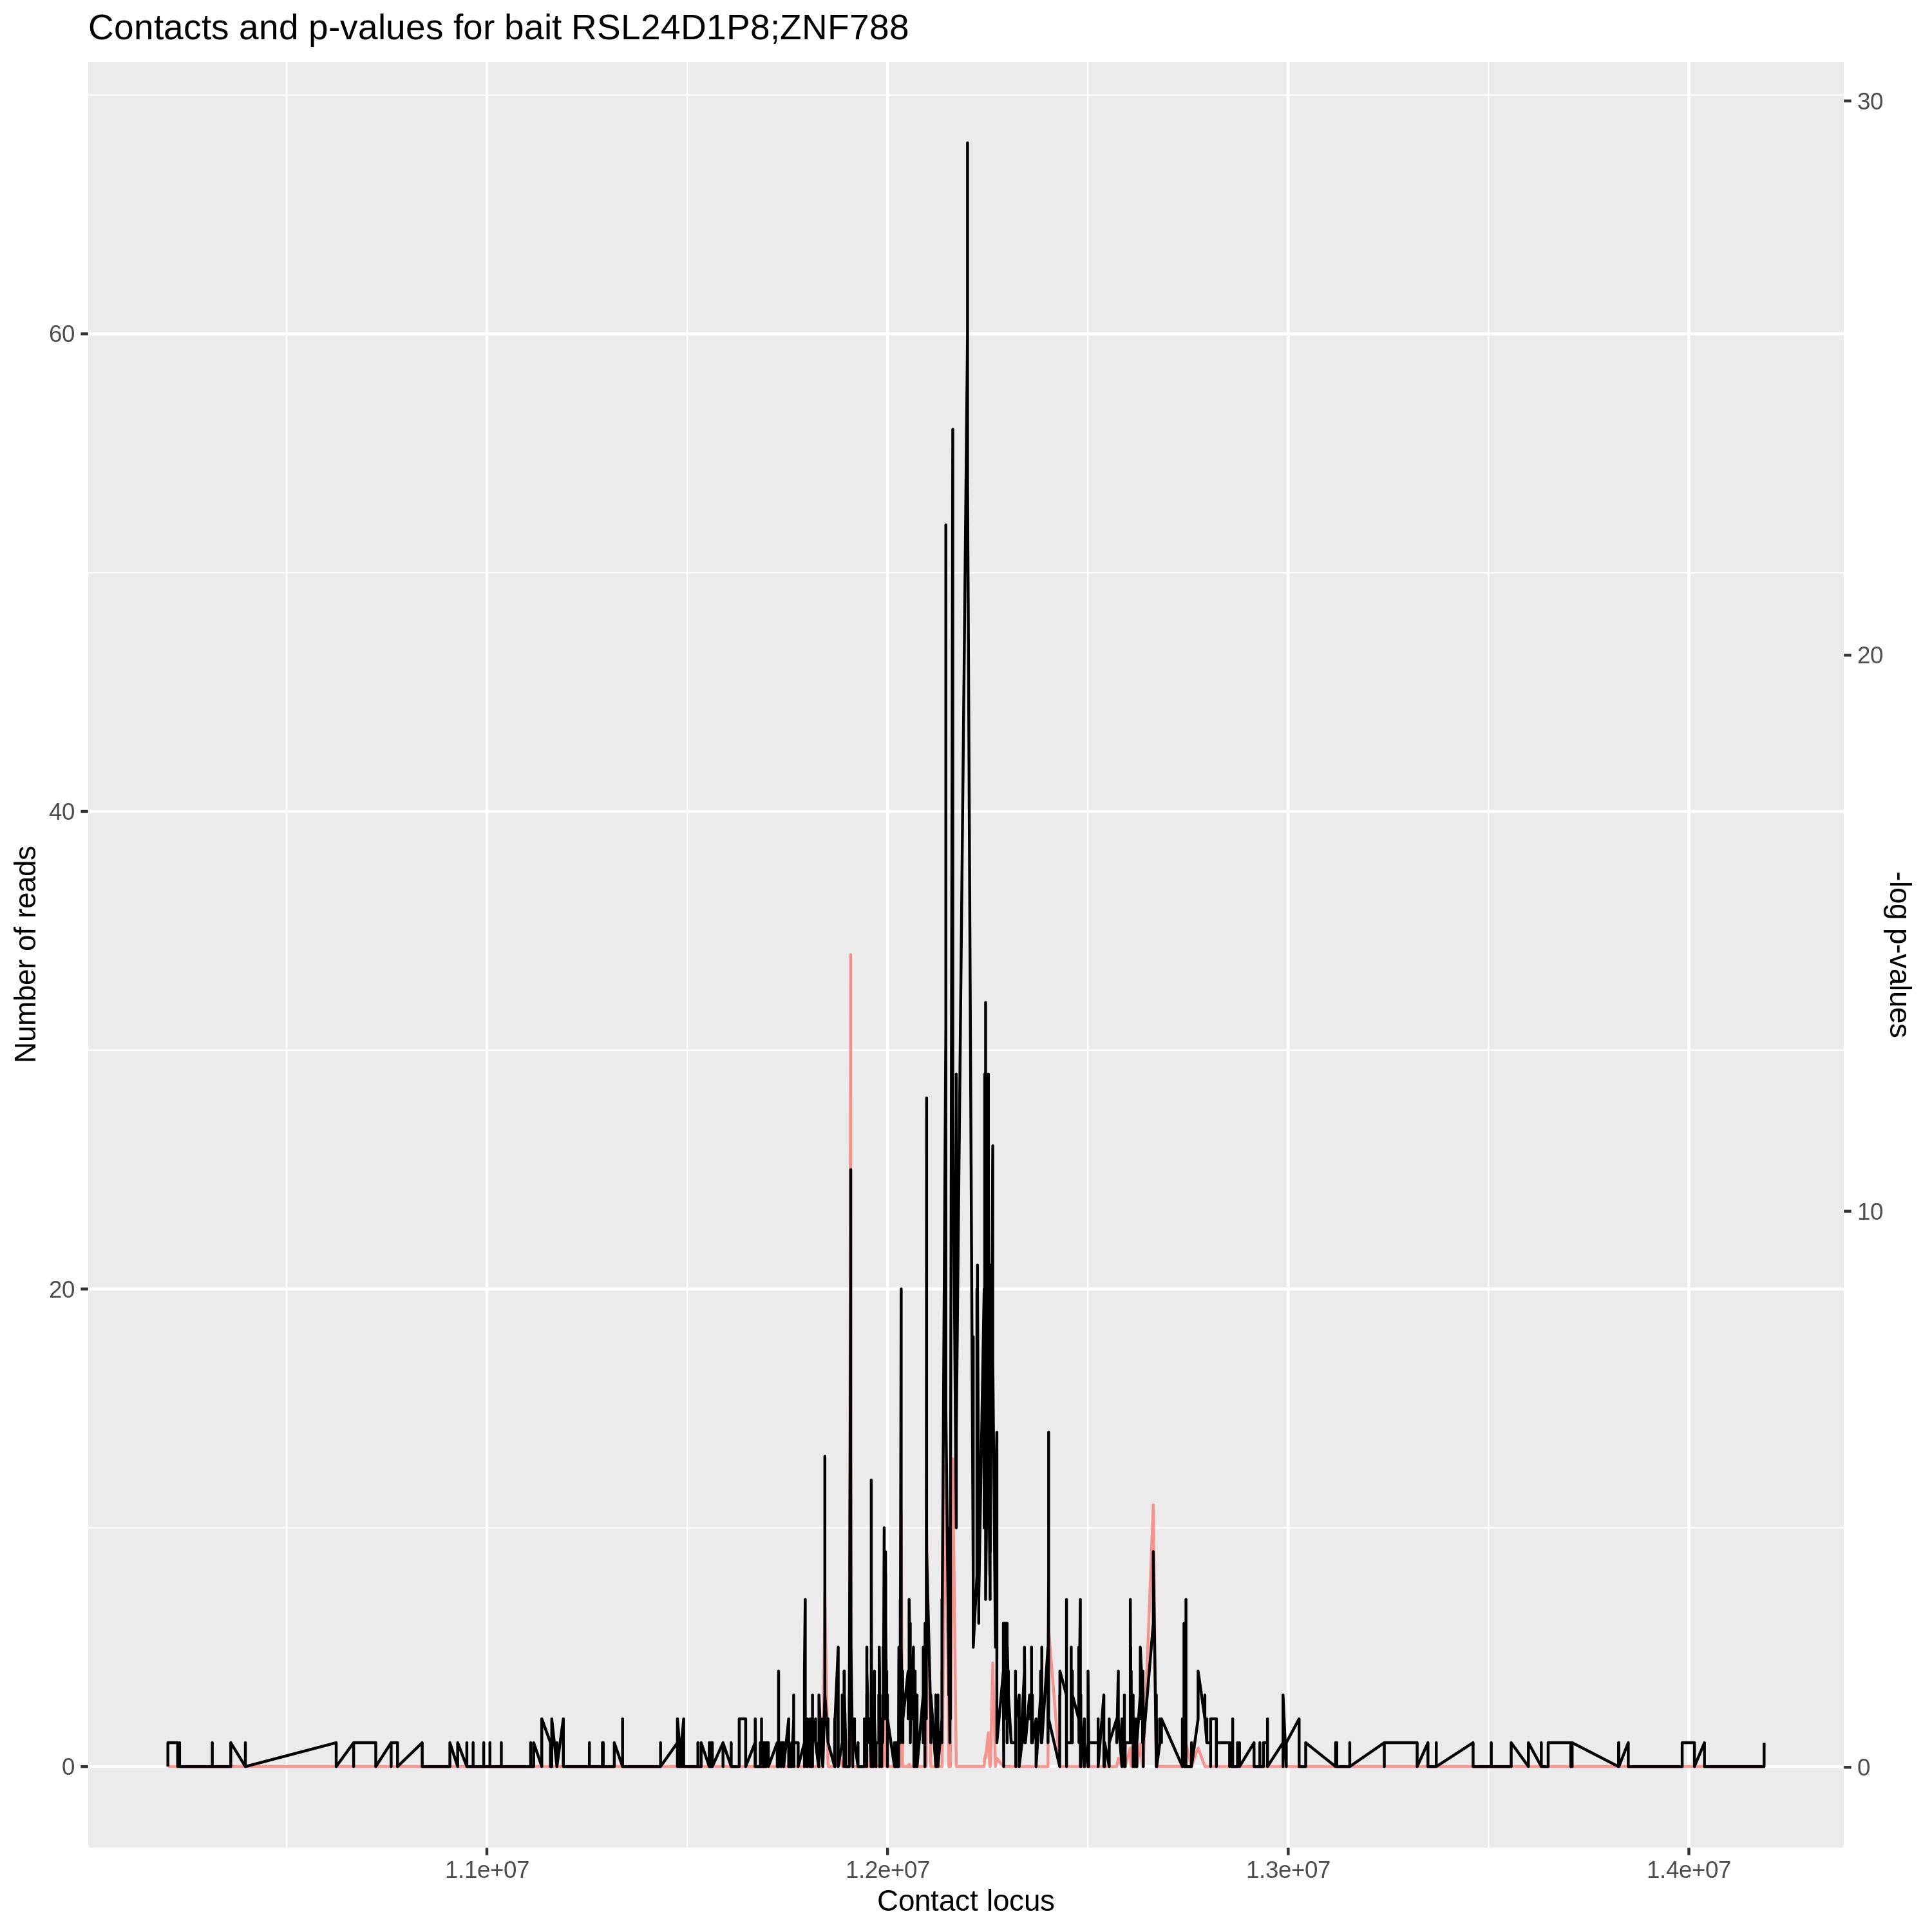 Contacts and p-values for bait RSL24D1P8;ZNF788
30
60
20
40
Number of reads
-log p-values
10
20
0
0
1.1e+07
1.2e+07
1.3e+07
1.4e+07
Contact locus